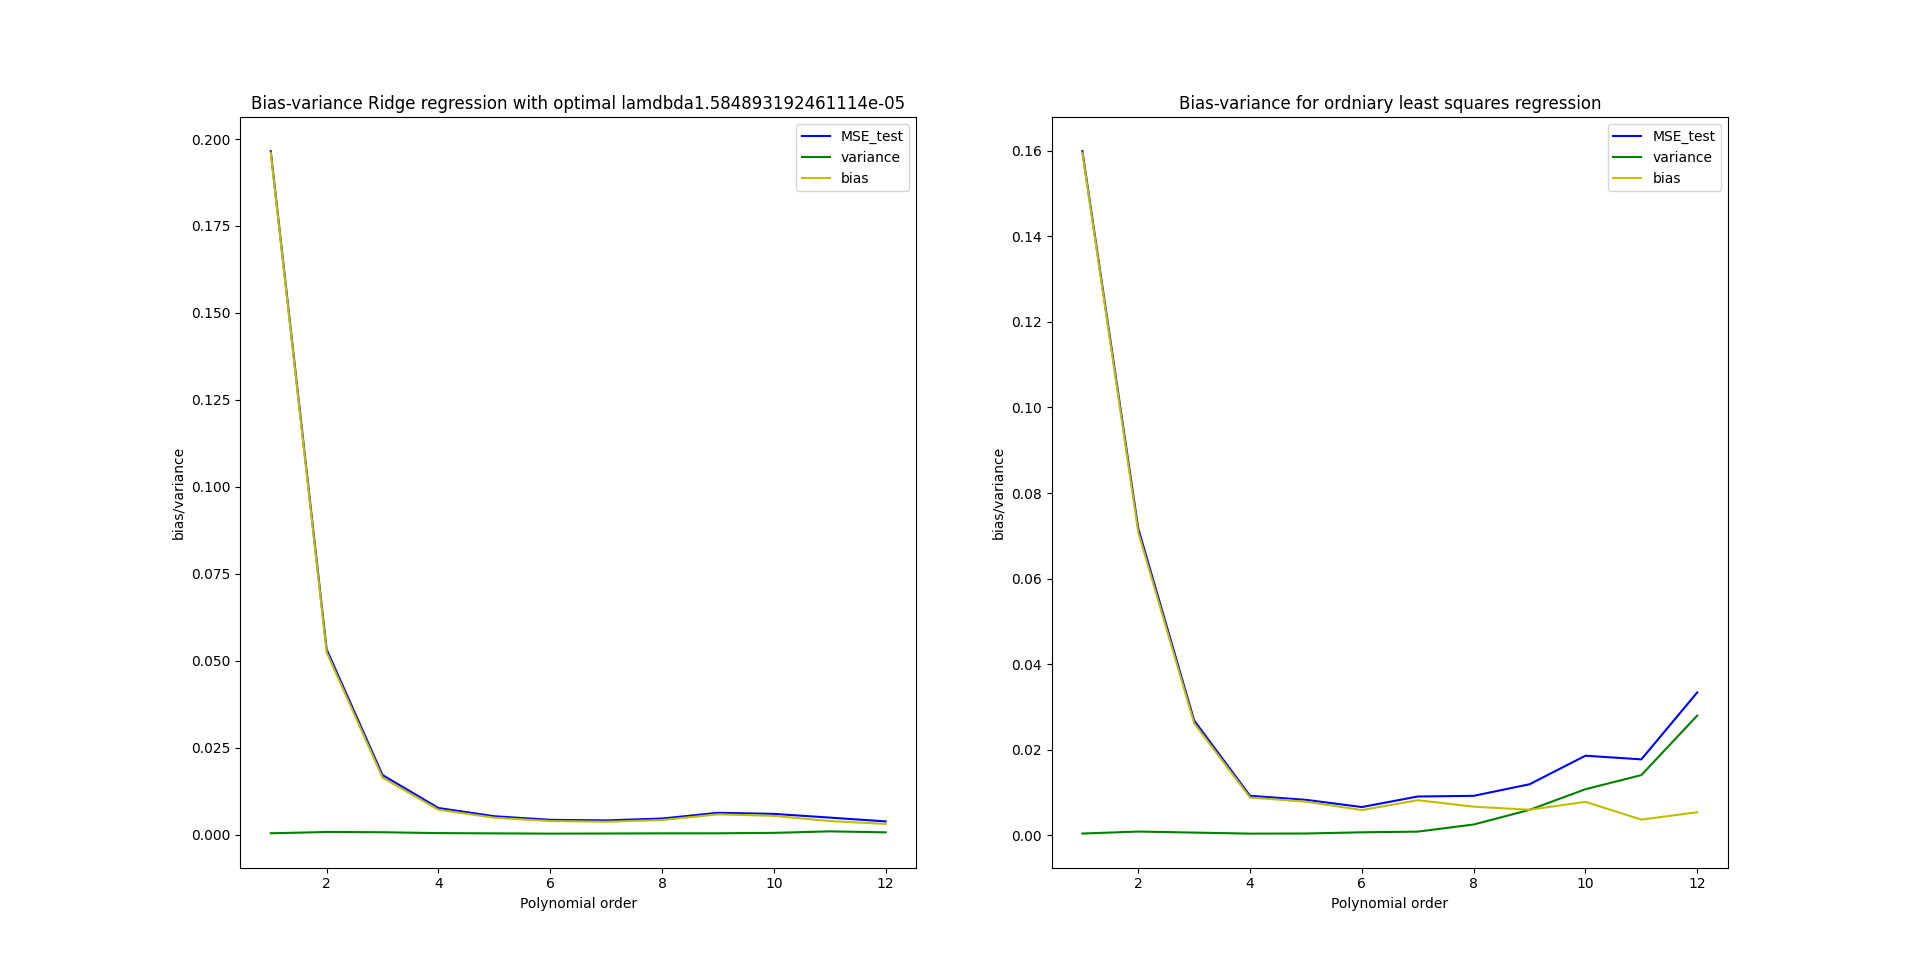 Bias-variance Ridge regression with optimal lamdbda1.584893192461114e-05
MSE_test
variance
bias
0.200
0.175
0.150
0.125
0.100
0.075
0.050
0.025
0.000
bias/variance
2 4 6 8 10 12
Polynomial order
Bias-variance for ordniary least squares regression
MSE_test
variance
bias
0.16
0.14
0.12
0.10
0.08
0.06
0.04
0.02
0.00
bias/variance
2 4 6 8 10 12
Polynomial order